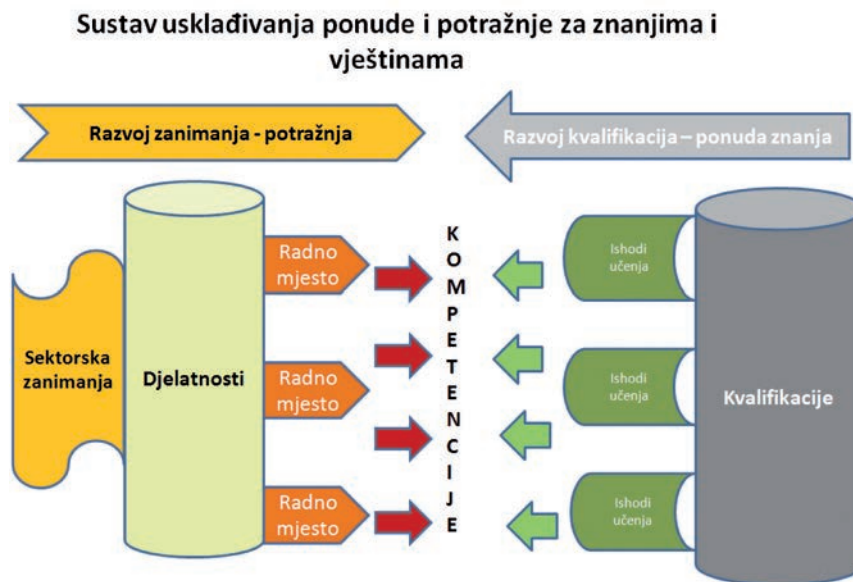 Sustav usklađivanja ponude i potražnje za znanjima i
vještinama
Razvoj zanimanja - potražnja
Razvoj kvalifikacija – ponuda znanja
Sektorska
zanimanja
Djelatnosti
Radno
mjesto
Radno
mjesto
Radno
mjesto
K
O
M
P
E
T
E
N
C
I
J
E
Ishodi
učenja
Ishodi
učenja
Ishodi
učenja
Kvalifikacije